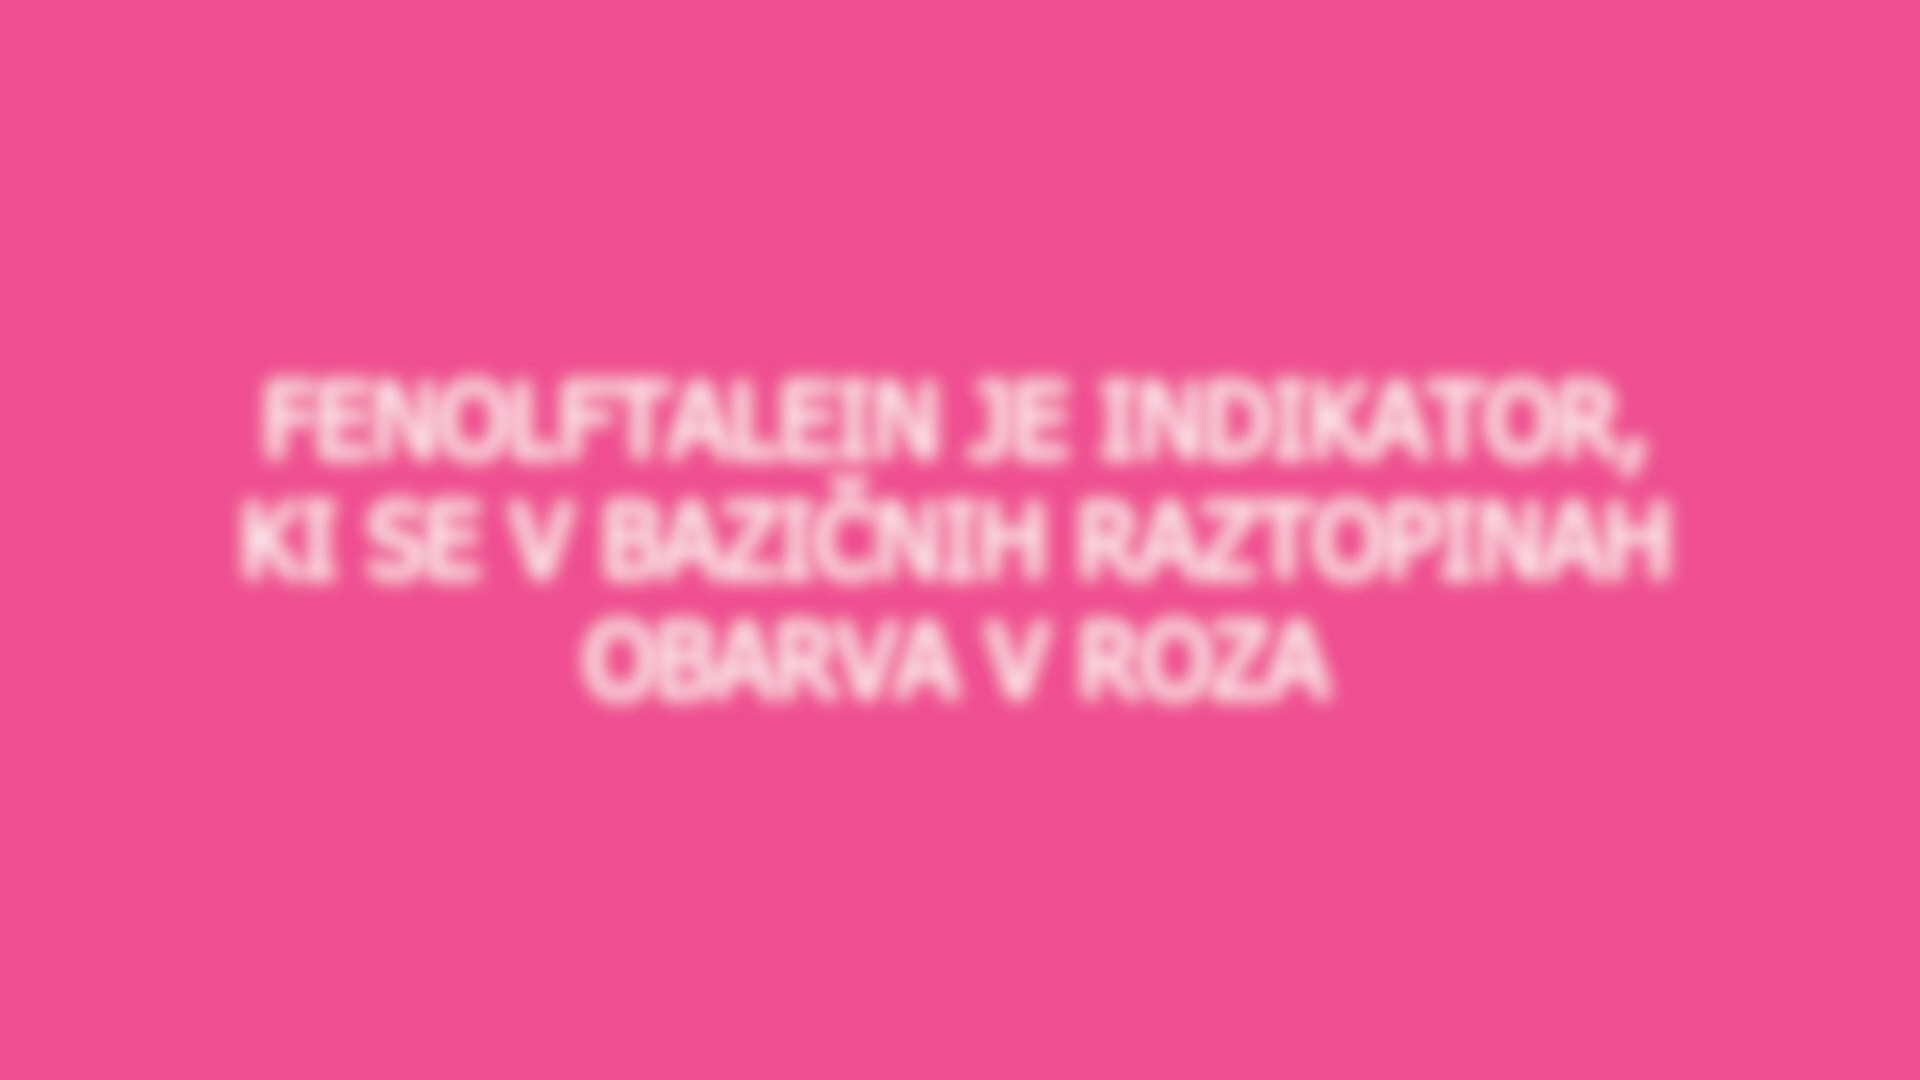 FENOLFTALEIN JE INDIKATOR,
KI SE V BAZIČNIH RAZTOPINAH
OBARVA V ROZA